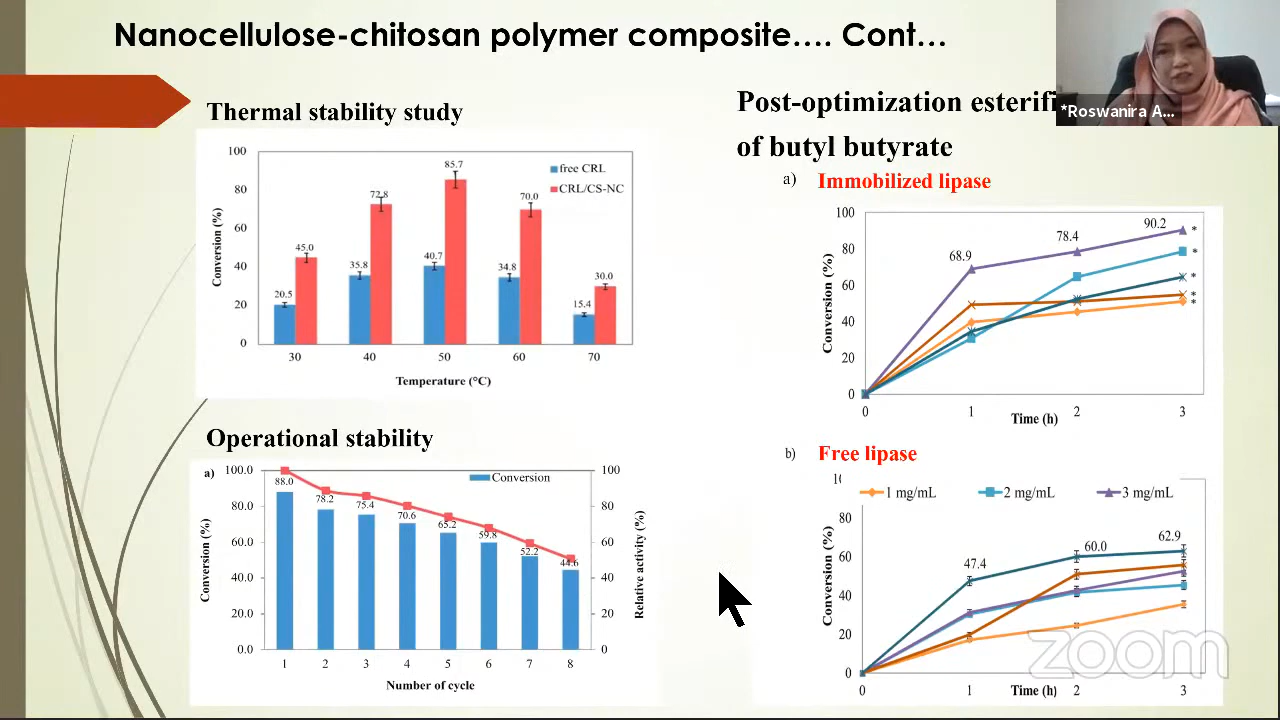 Nanocellulose-chitosan polymer composite…. Cont…
*Roswanira A...
Thermal stability study
100
80
60
40
20
0
Conversion (%)
20.5
45.0
35.8
72.8
40.7
85.7
34.8
70.0
15.4
30.0
free CRL
CRL/CS-NC
30 40 50 60 70
Temperature (°C)
Operational stability
a)
100.0
80.0
60.0
40.0
20.0
0.0
Conversion (%)
88.0
78.2
75.4
70.6
65.2
59.8
52.2
44.6
Conversion
100
80
60
40
20
0
Relative activity (%)
1 2 3 4 5 6 7 8
Number of cycle
Post-optimization esterifi
of butyl butyrate
a) Immobilized lipase
100
80
60
40
20
0
Conversion (%)
68.9
78.4
90.2
*
*
*
*
*
0 1 2 3
Time (h)
b) Free lipase
1 mg/mL 2 mg/mL 3 mg/mL
80
60
40
20
0
Conversion (%)
47.4
60.0
62.9
0 1 2 3
Time (h)
zoom